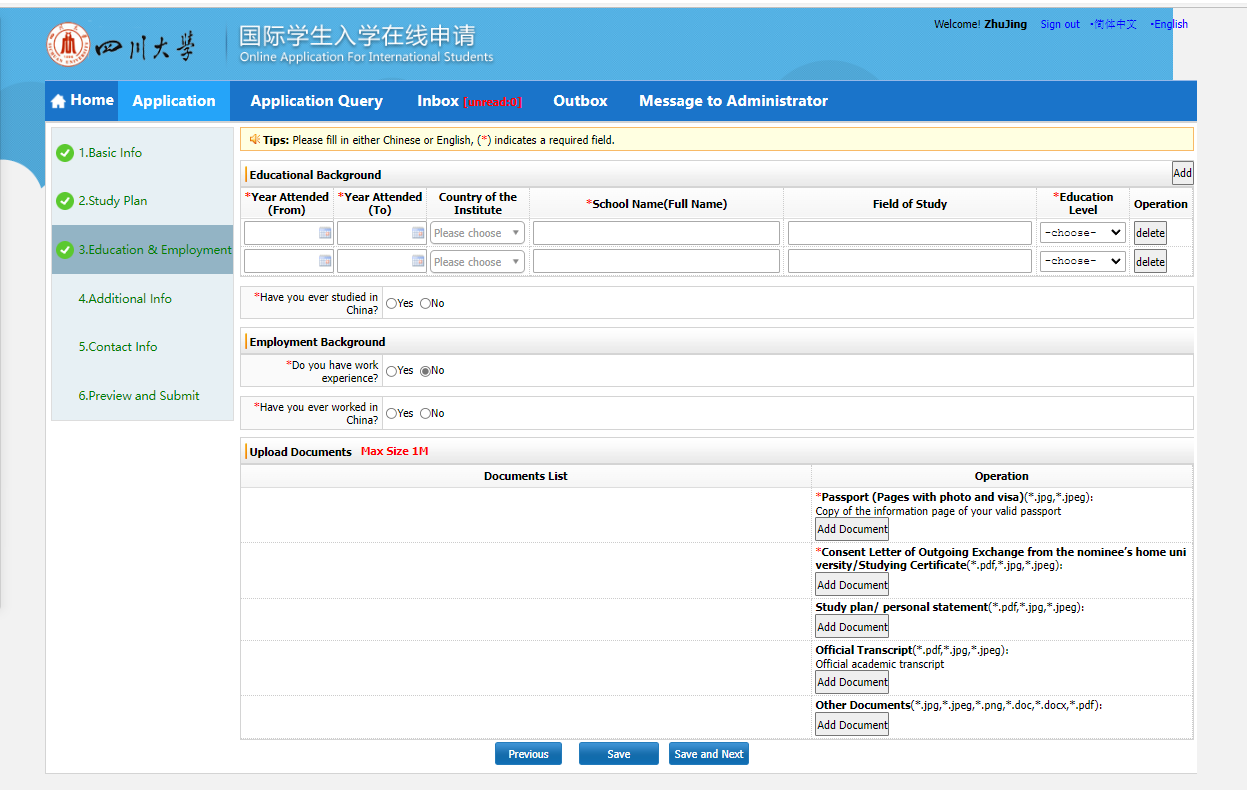 Welcome! ZhuJing Sign out ·简体中文 ·English
四川大學 国际学生入学在线申请
Online Application For International Students
Home Application Application Query Inbox [unread:0] Outbox Message to Administrator
1.Basic Info
2.Study Plan
3.Education & Employment
4.Additional Info
5.Contact Info
6.Preview and Submit
Tips: Please fill in either Chinese or English, (*) indicates a required field.
Educational Background Add
*Year Attended (From) *Year Attended (To) Country of the Institute *School Name(Full Name) Field of Study *Education Level Operation
Please choose -choose- delete
Please choose -choose- delete
*Have you ever studied in
China? Yes No
Employment Background
*Do you have work
experience? Yes No
*Have you ever worked in
China? Yes No
Upload Documents Max Size 1M
Documents List Operation
*Passport (Pages with photo and visa)(*.jpg,*.jpeg):
Copy of the information page of your valid passport
Add Document
*Consent Letter of Outgoing Exchange from the nominee's home uni
versity/Studying Certificate(*.pdf,*.jpg,*.jpeg):
Add Document
Study plan/ personal statement(*.pdf,*.jpg,*.jpeg):
Add Document
Official Transcript(*.pdf,*.jpg,*.jpeg):
Official academic transcript
Add Document
Other Documents(*.jpg,*.jpeg,*.png,*.doc,*.docx,*.pdf):
Add Document
Previous Save Save and Next